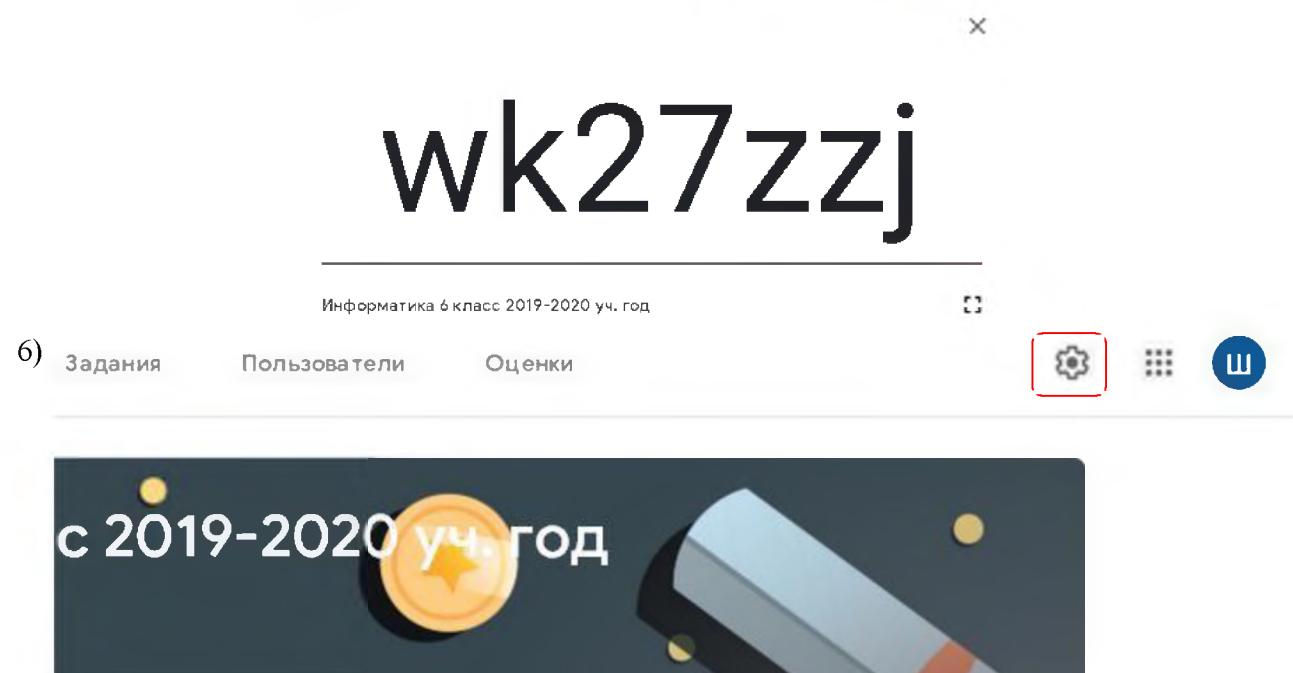 wk27zzj
Информатика 6 класс 2019-2020 уч. год
6) Задания Пользователи Оценки Ш
с 2019-2020 уч. год